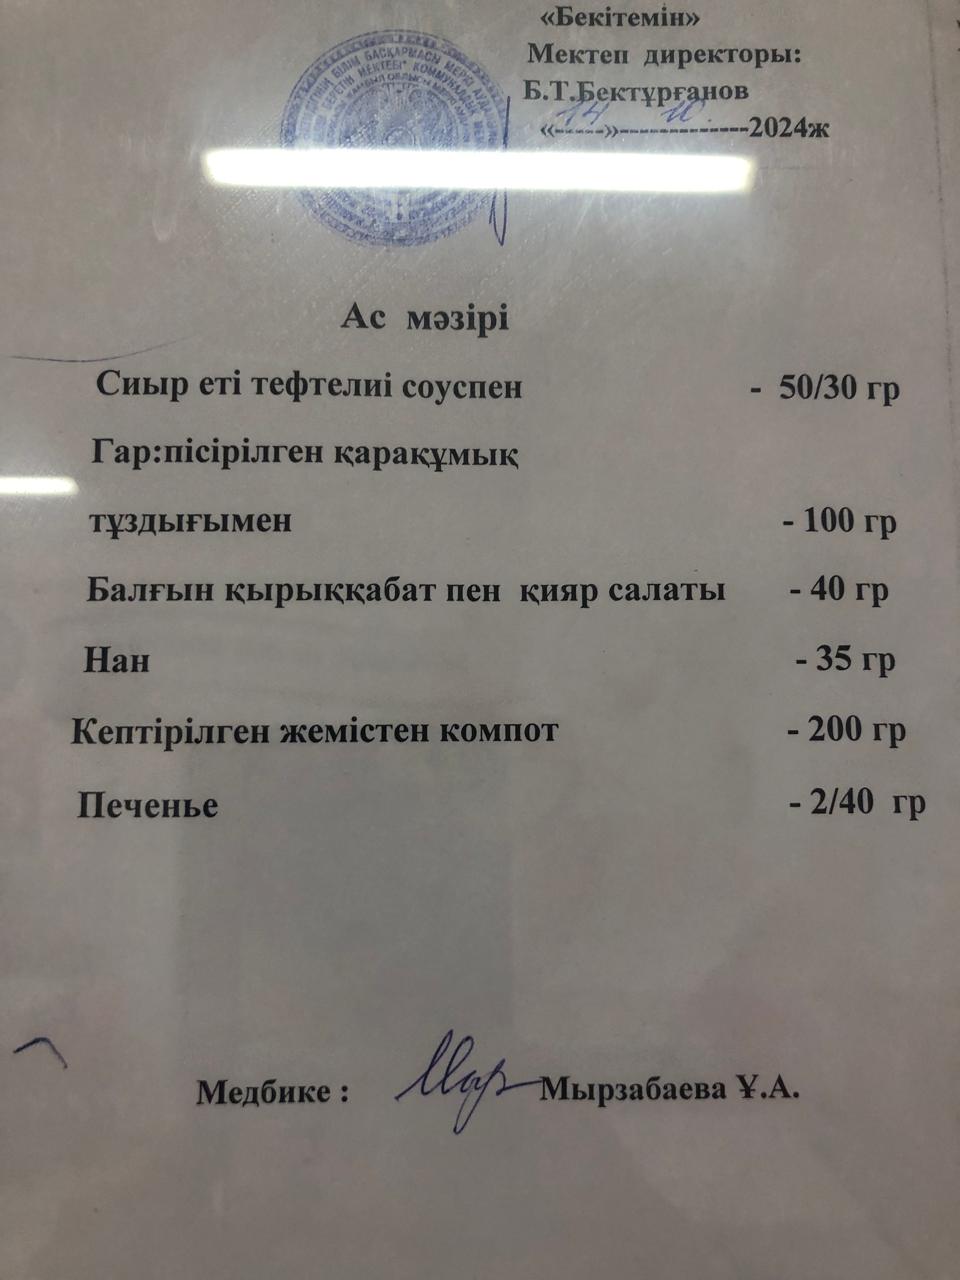 «Бекітемін»
Мектеп директоры:
Б.Т.Бектұрғанов
«--14--»---10---------2024ж
Ас мәзірі
Сиыр еті тефтелиі соуспен - 50/30 гр
Гар:пісірілген қарақұмық
тұздығымен - 100 гр
Балғын қырыққабат пен қияр салаты - 40 гр
Нан - 35 гр
Кептірілген жемістен компот - 200 гр
Печенье - 2/40 гр
Медбике : Мырзабаева Ұ.А.